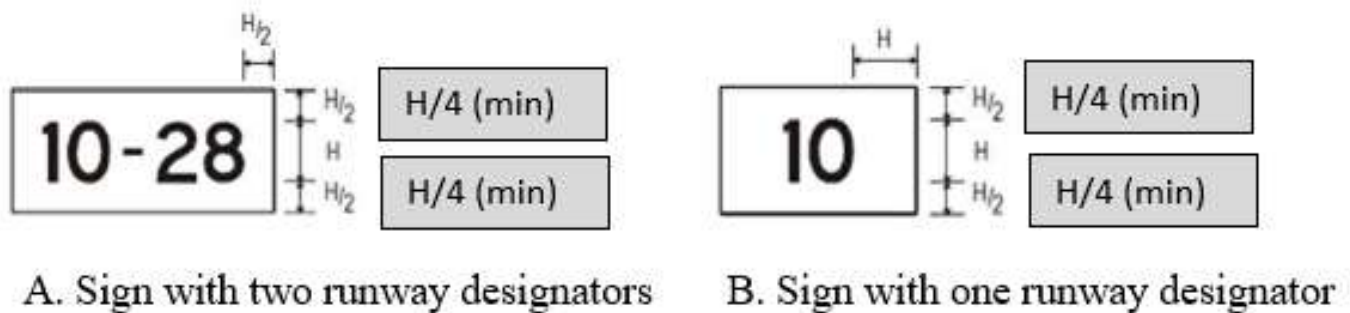 H/2
H
H/2
H/4 (min)
H/2
H/4 (min)
10-28
H
10
H
H/2
H/4 (min)
H/2
H/4 (min)
A. Sign with two runway designators
B. Sign with one runway designator